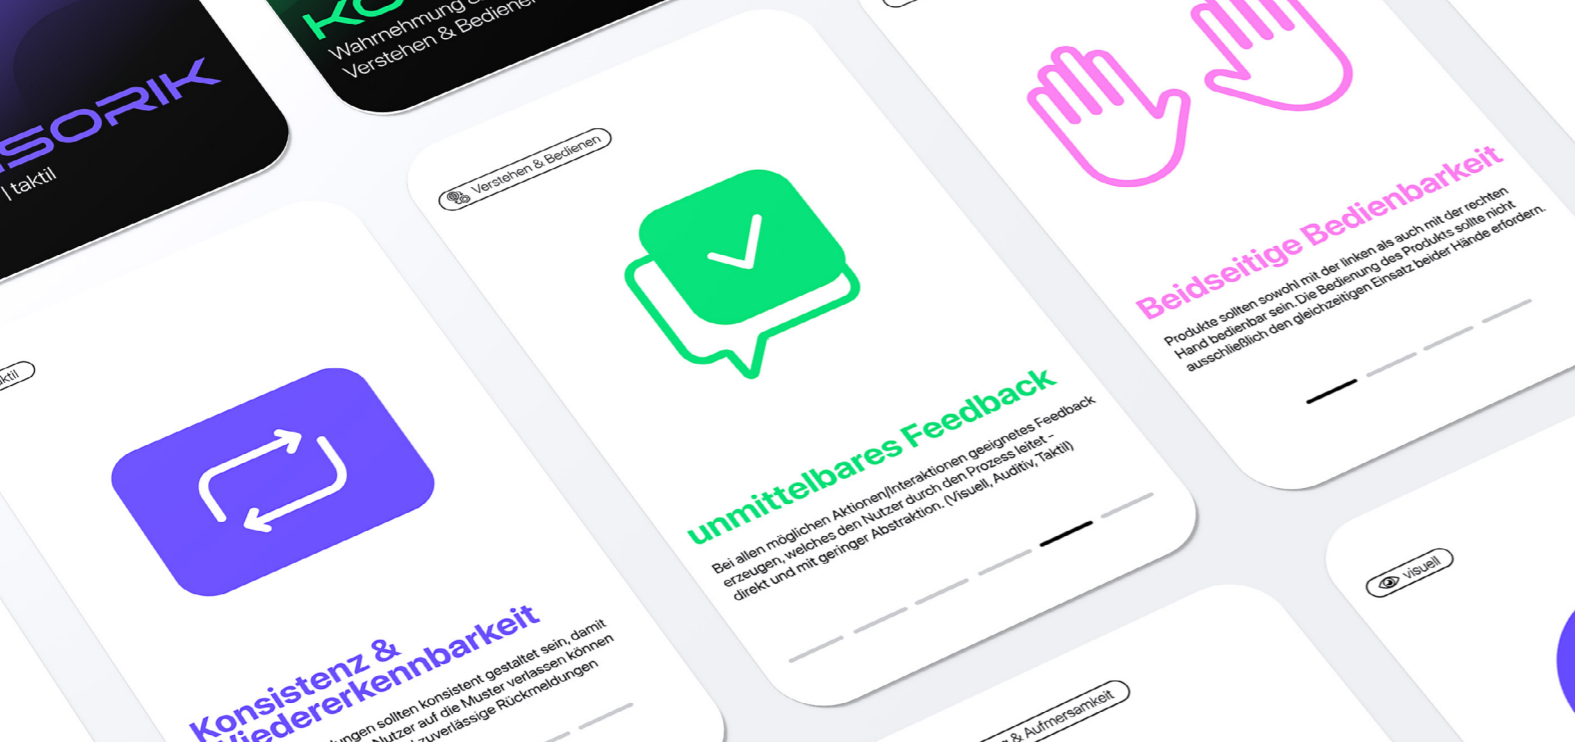 SORIK
| taktil
Wahrnehmung &
Verstehen & Bedienen
Verstehen & Bedienen
unmittelbares Feedback
Bei allen möglichen Aktionen/Interaktionen geeignetes Feedback
erzeugen, welches den Nutzer durch den Prozess leitet –
direkt und mit geringer Abstraktion. (Visuell, Auditiv, Taktil)
Beidseitige Bedienbarkeit
Produkte sollten sowohl mit der linken als auch mit der rechten
Hand bedienbar sein. Die Bedienung des Produkts sollte nicht
ausschließlich den gleichzeitigen Einsatz beider Hände erfordern.
Konsistenz &
Wiedererkennbarkeit
ungen sollten konsistent gestaltet sein, damit
Nutzer auf die Muster verlassen können
zuverlässige Rückmeldungen
& Aufmersamkeit
visuell